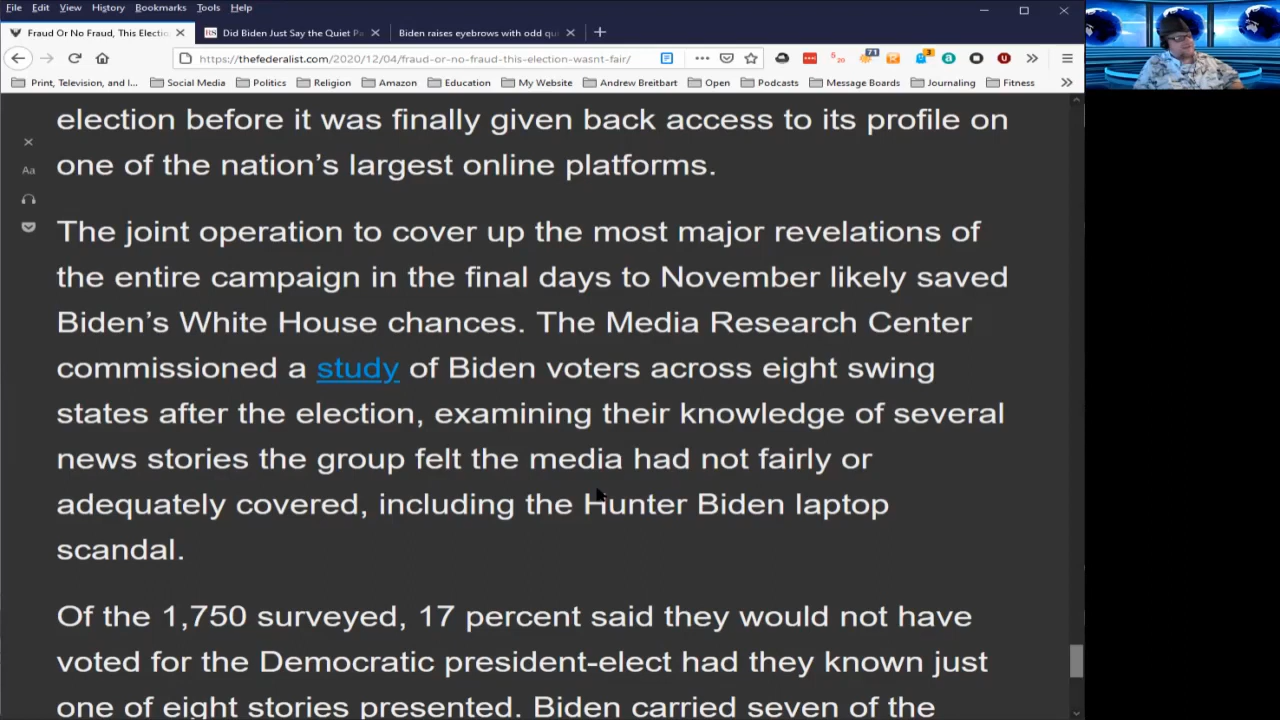 File Edit View History Bookmarks Tools Help
Fraud Or No Fraud, This Electio
Did Biden Just Say the Quiet Pa
Biden raises eyebrows with odd qu
https://thefederalist.com/2020/12/24/fraud-or-no-fraud-this-election-wasnt-fair/
71
5
20
3
Print, Television, and I... Social Media Politics Religion Amazon Education My Website Andrew Breitbart Open Podcasts Message Boards Journaling Fitness
election before it was finally given back access to its profile on
one of the nation's largest online platforms.
Aa
The joint operation to cover up the most major revelations of
the entire campaign in the final days to November likely saved
Biden's White House chances. The Media Research Center
commissioned a study of Biden voters across eight swing
states after the election, examining their knowledge of several
news stories the group felt the media had not fairly or
adequately covered, including the Hunter Biden laptop
scandal.
Of the 1,750 surveyed, 17 percent said they would not have
voted for the Democratic president-elect had they known just
one of eight stories presented. Biden carried seven of the